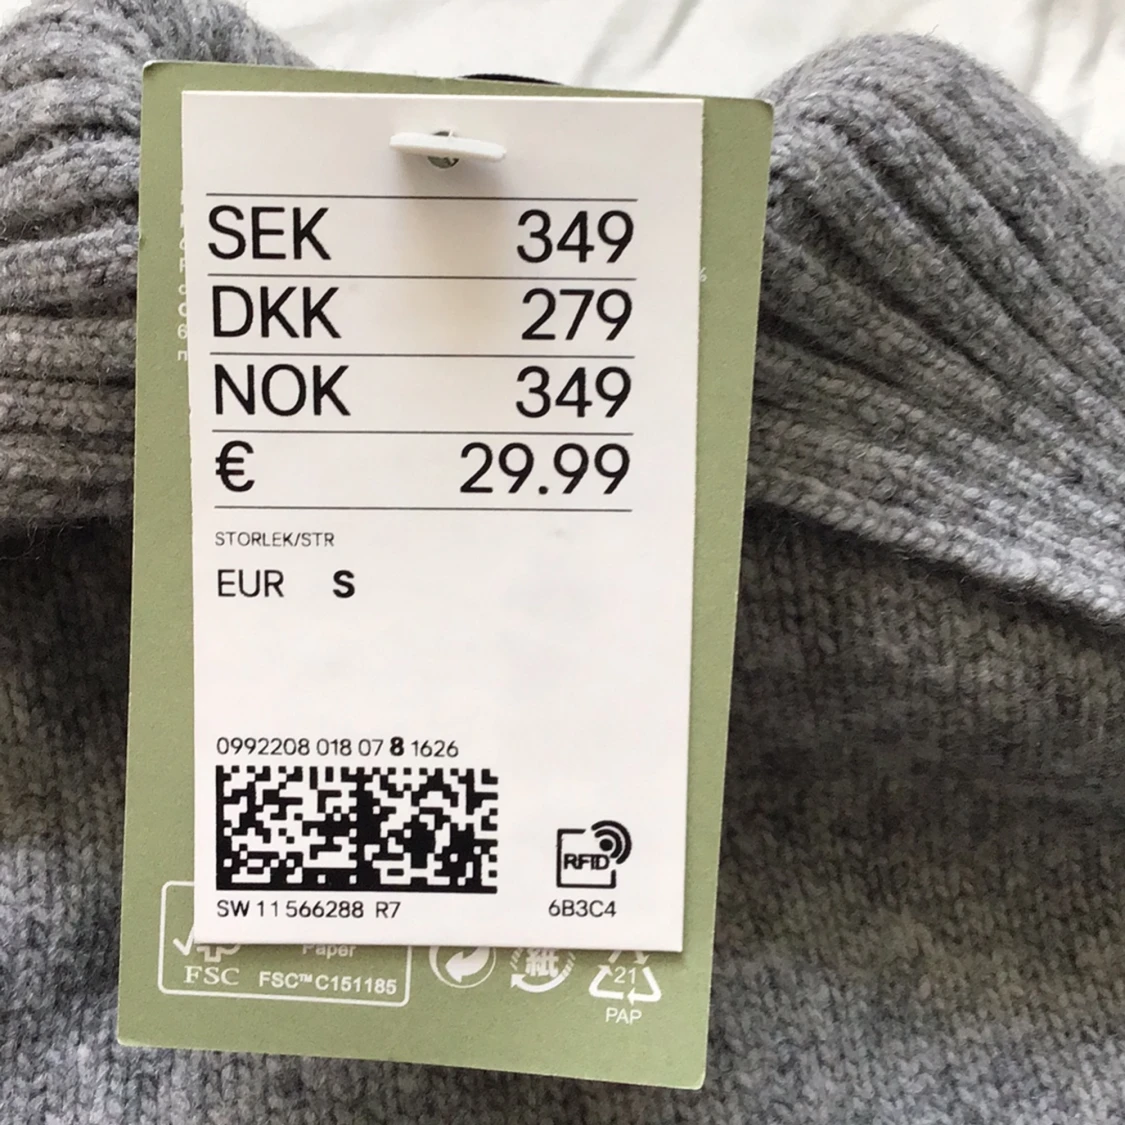 SEK 349
DKK 279
NOK 349
€ 29.99
STORLEK/STR
EUR S
0992208 018 07 8 1626
RFID
SW 11 566288 R7
6B3C4
Paper
FSC
FSC™ C151185
紙
21
PAP